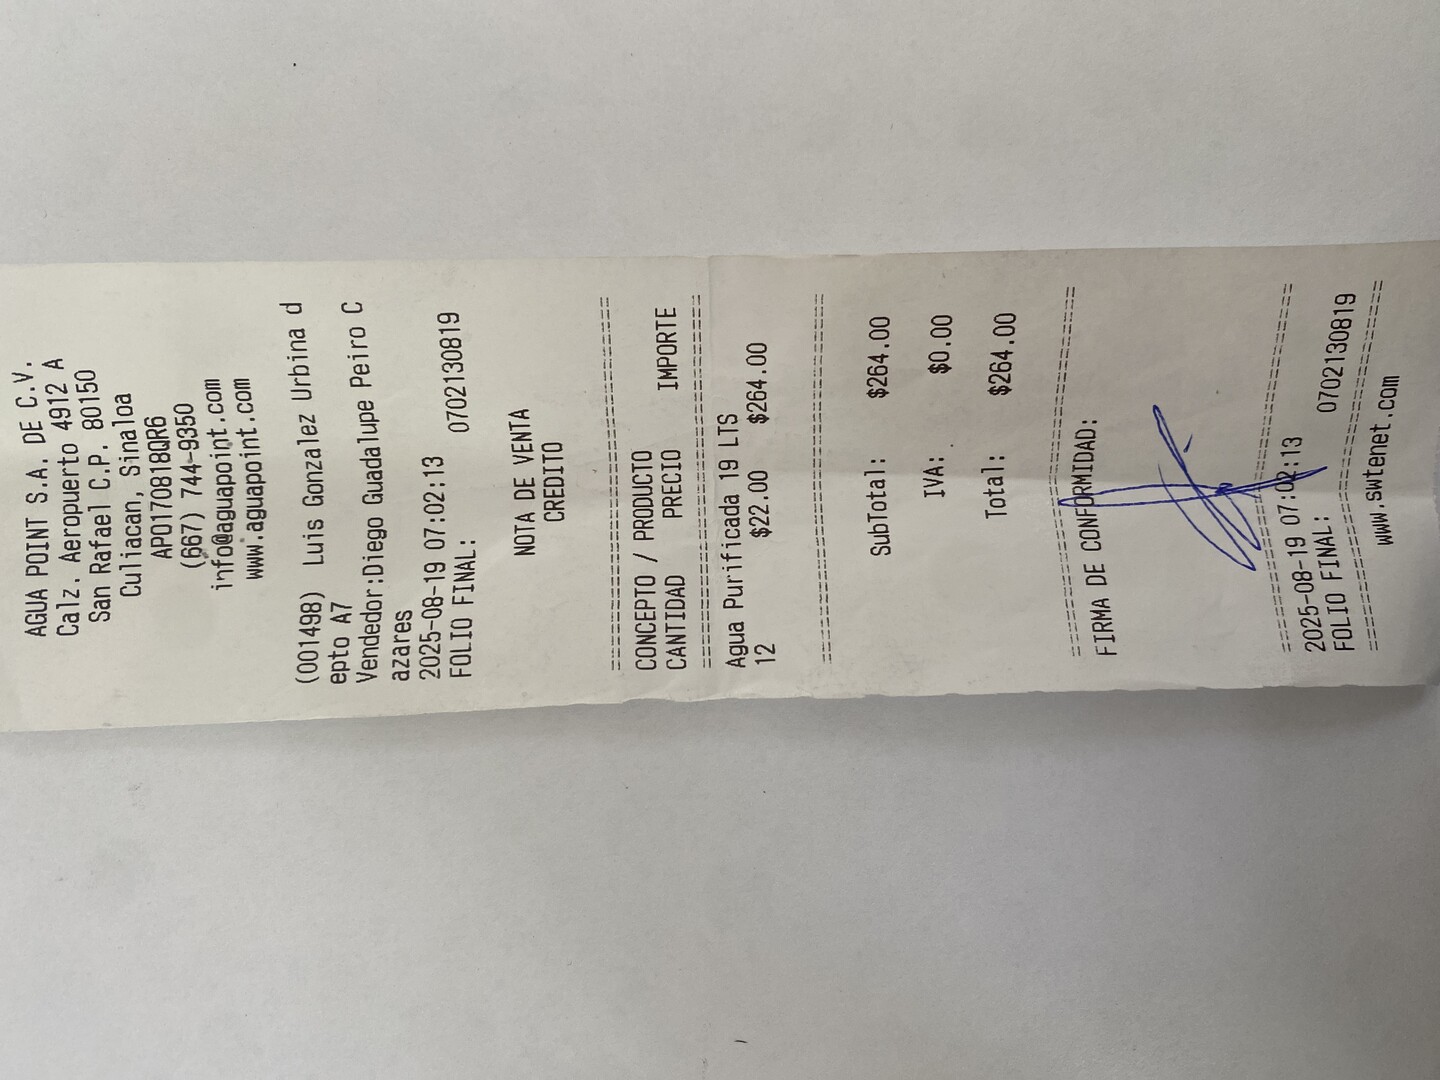 AGUA POINT S.A. DE C.V.
Calz. Aeropuerto 4912 A
San Rafael C.P. 80150
Culiacan, Sinaloa
APO170818QR6
(667) 744-9350
info@aguapoint.com
www.aguapoint.com
(001498) Luis Gonzalez Urbina d
epto A7
Vendedor:Diego Guadalupe Peiro C
azares
2025-08-19 07:02:13
FOLIO FINAL: 0702130819
NOTA DE VENTA
CREDITO
CONCEPTO / PRODUCTO
CANTIDAD PRECIO IMPORTE
Agua Purificada 19 LTS
12 $22.00 $264.00
SubTotal: $264.00
IVA: $0.00
Total: $264.00
FIRMA DE CONFORMIDAD:
2025-08-19 07:02:13
FOLIO FINAL: 0702130819
www.swtenet.com